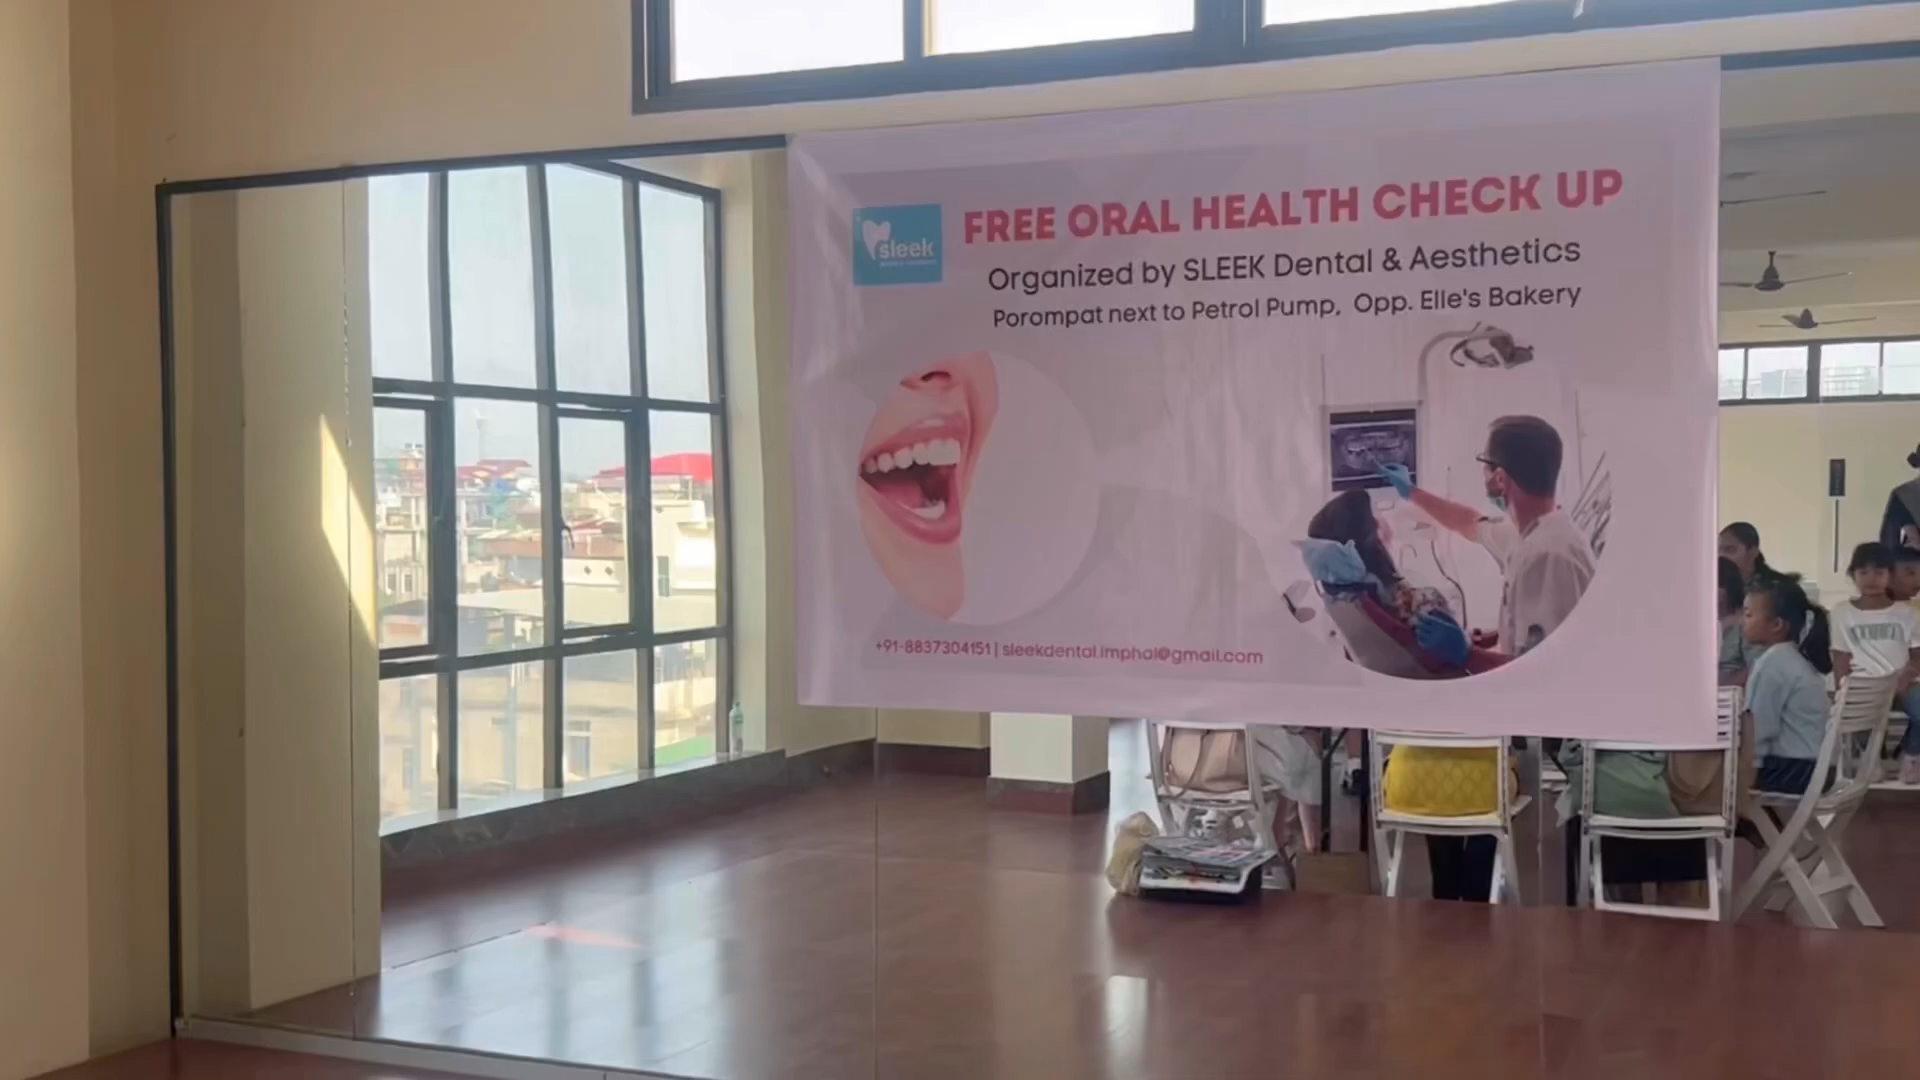 sleek
FREE ORAL HEALTH CHECK UP
Organized by SLEEK Dental & Aesthetics
Porompat next to Petrol Pump, Opp. Elle's Bakery
+91-8837304151 | sleekdental.imphal@gmail.com